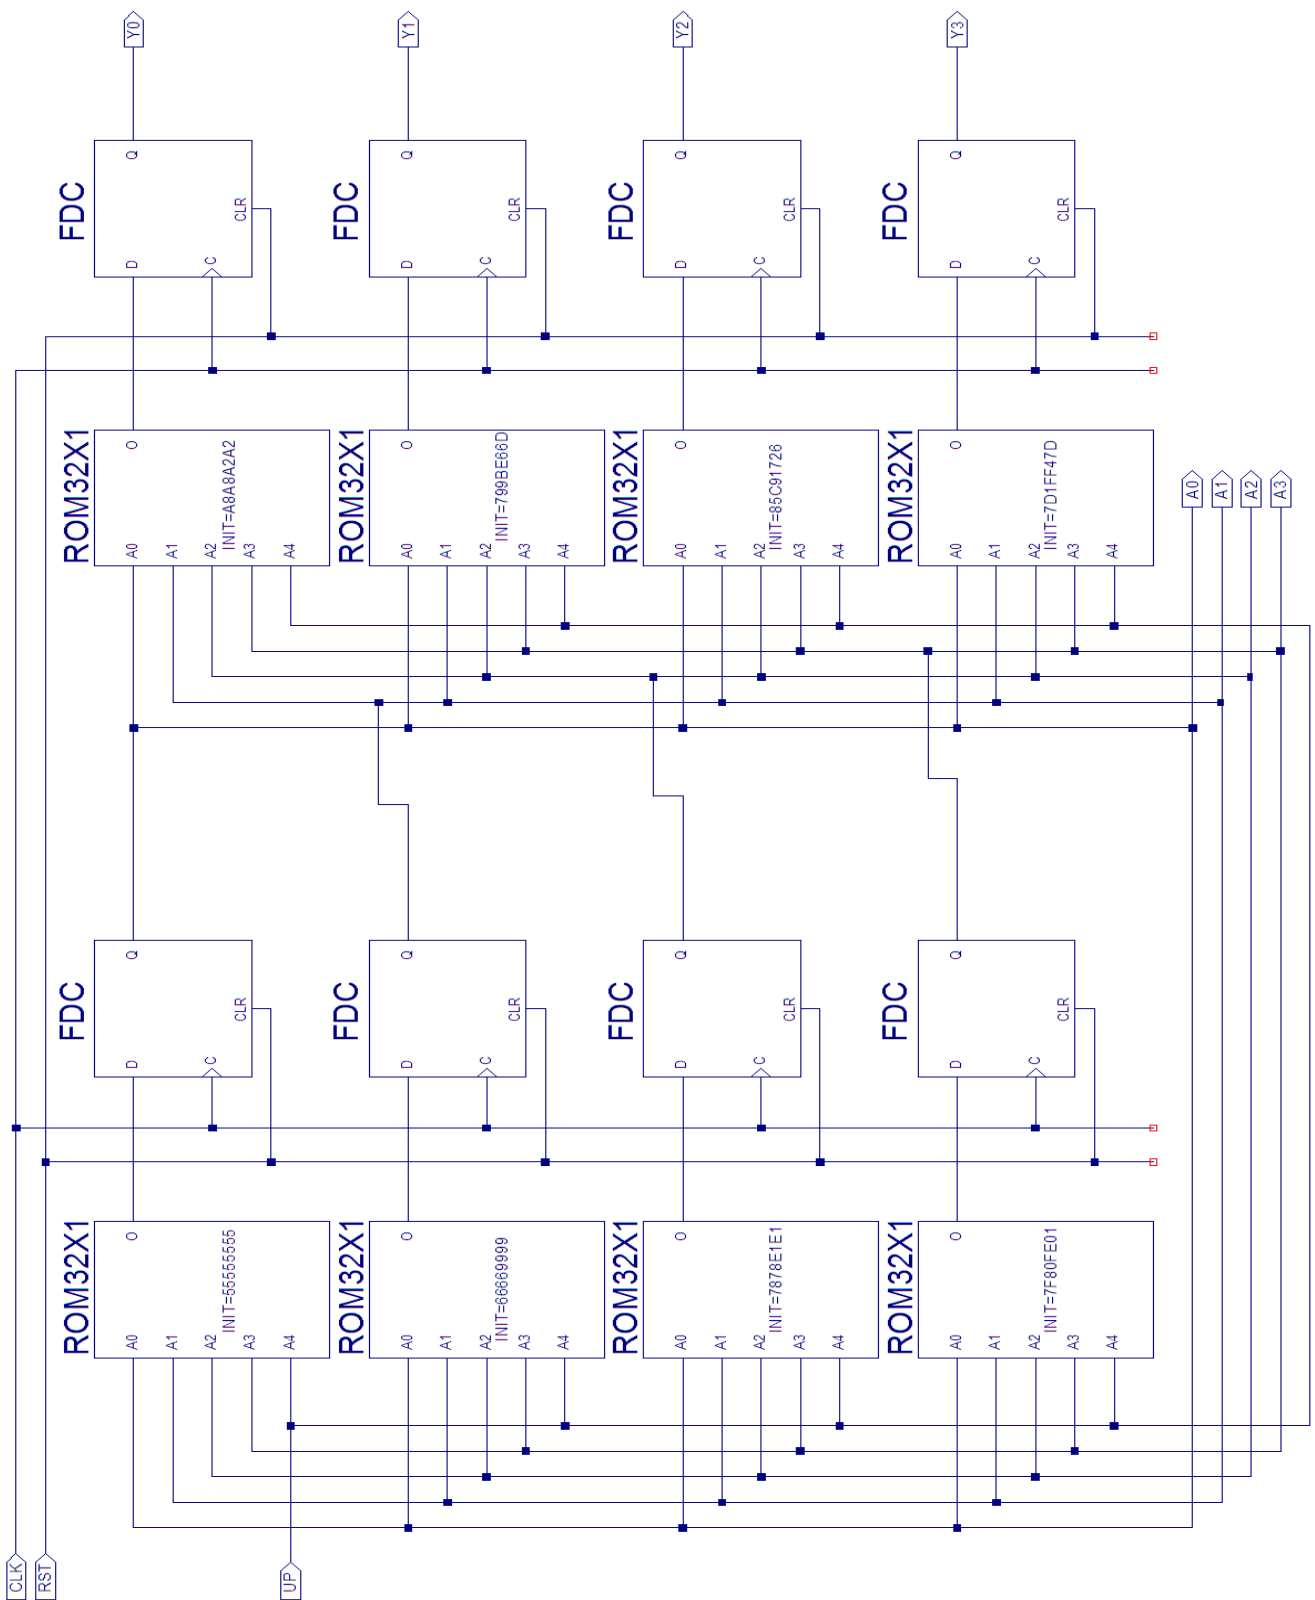 Y0
Y1
Y2
Y3
FDC
Q
CLR
D
C
FDC
Q
CLR
D
C
FDC
Q
CLR
D
C
FDC
Q
CLR
D
C
ROM32X1
O
INIT=A8A8A2A2
A0
A1
A2
A3
A4
ROM32X1
O
INIT=799BE66D
A0
A1
A2
A3
A4
ROM32X1
O
INIT=85C91726
A0
A1
A2
A3
A4
ROM32X1
O
INIT=7D1FF47D
A0
A1
A2
A3
A4
A0
A1
A2
A3
FDC
Q
CLR
D
C
FDC
Q
CLR
D
C
FDC
Q
CLR
D
C
FDC
Q
CLR
D
C
ROM32X1
O
INIT=55555555
A0
A1
A2
A3
A4
ROM32X1
O
INIT=66669999
A0
A1
A2
A3
A4
ROM32X1
O
INIT=7878E1E1
A0
A1
A2
A3
A4
ROM32X1
O
INIT=7F80FE01
A0
A1
A2
A3
A4
CLK
RST
UP